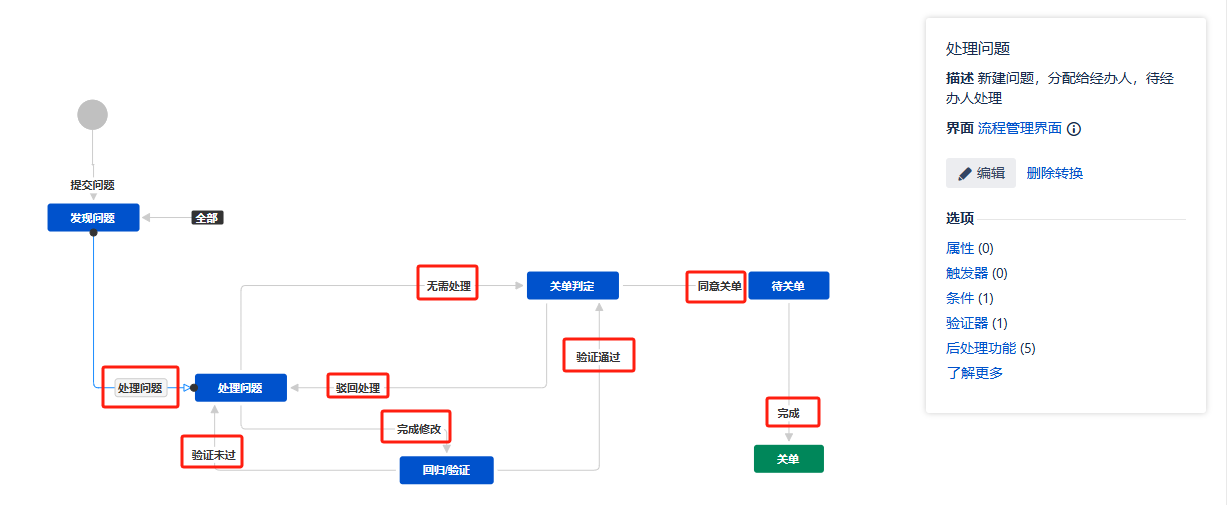 提交问题
发现问题
全部
无需处理
关单判定
同意关单
待关单
验证通过
处理问题
处理问题
驳回处理
完成
完成修改
验证未过
回归/验证
关单
处理问题
描述 新建问题，分配给经办人，待经
办人处理
界面 流程管理界面
编辑 删除转换
选项
属性 (0)
触发器 (0)
条件 (1)
验证器 (1)
后处理功能 (5)
了解更多